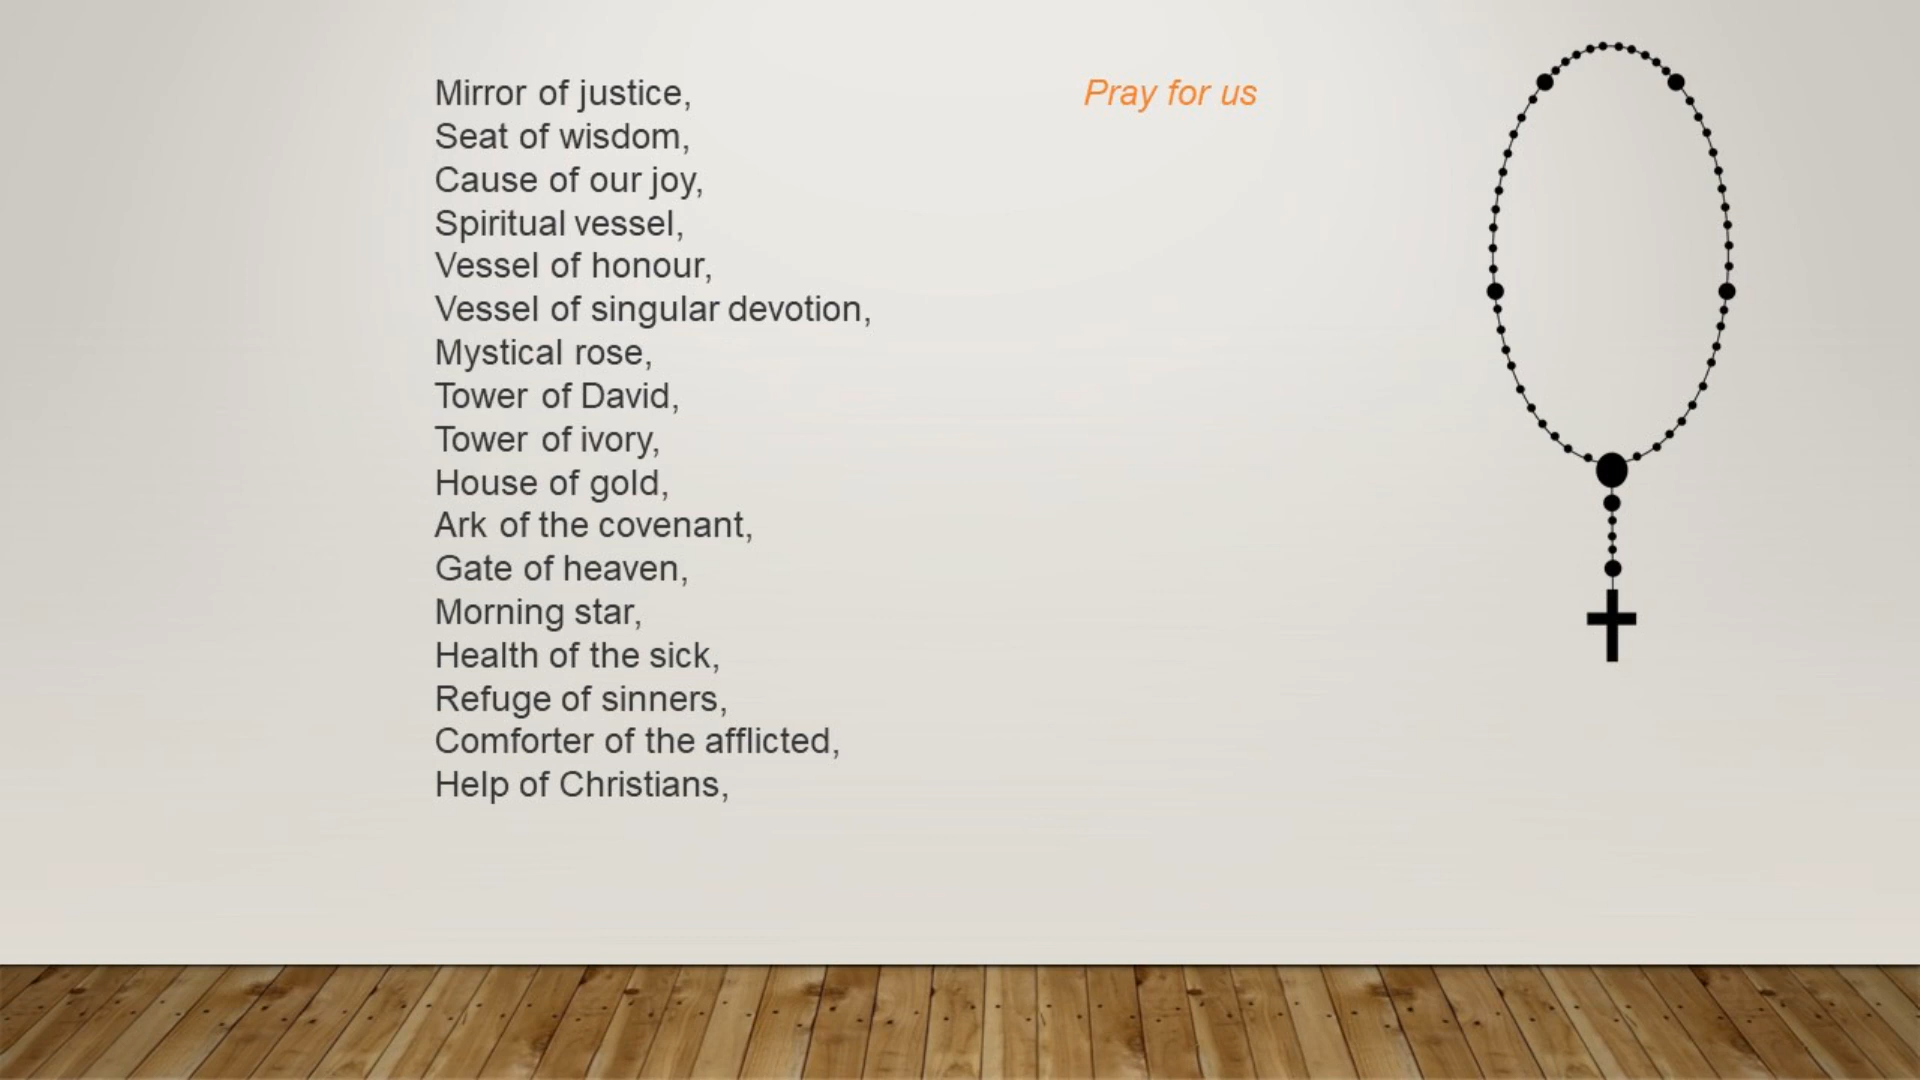 Mirror of justice, Pray for us
Seat of wisdom,
Cause of our joy,
Spiritual vessel,
Vessel of honour,
Vessel of singular devotion,
Mystical rose,
Tower of David,
Tower of ivory,
House of gold,
Ark of the covenant,
Gate of heaven,
Morning star,
Health of the sick,
Refuge of sinners,
Comforter of the afflicted,
Help of Christians,